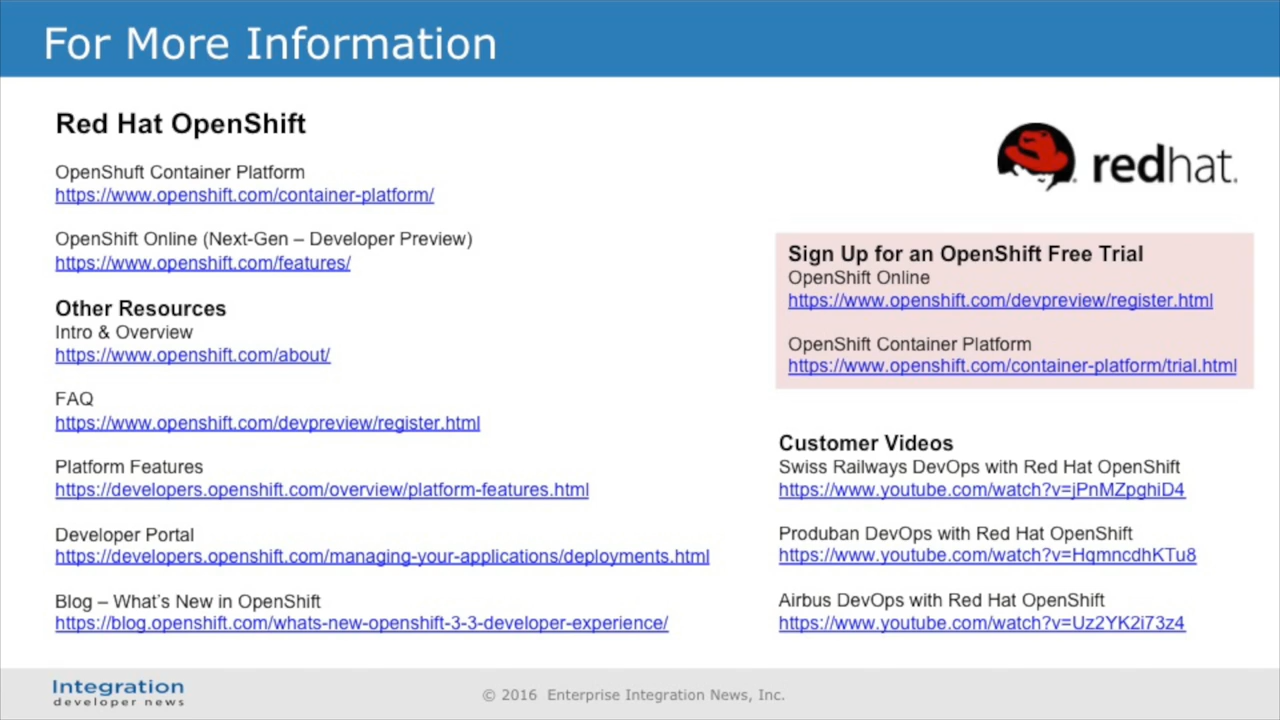 For More Information
Red Hat OpenShift
OpenShuft Container Platform
https://www.openshift.com/container-platform/
OpenShift Online (Next-Gen – Developer Preview)
https://www.openshift.com/features/
Other Resources
Intro & Overview
https://www.openshift.com/about/
FAQ
https://www.openshift.com/devpreview/register.html
Platform Features
https://developers.openshift.com/overview/platform-features.html
Developer Portal
https://developers.openshift.com/managing-your-applications/deployments.html
Blog – What's New in OpenShift
https://blog.openshift.com/whats-new-openshift-3-3-developer-experience/
redhat.
Sign Up for an OpenShift Free Trial
OpenShift Online
https://www.openshift.com/devpreview/register.html
OpenShift Container Platform
https://www.openshift.com/container-platform/trial.html
Customer Videos
Swiss Railways DevOps with Red Hat OpenShift
https://www.youtube.com/watch?v=jPnMZpghiD4
Produban DevOps with Red Hat OpenShift
https://www.youtube.com/watch?v=HqmncdhKTu8
Airbus DevOps with Red Hat OpenShift
https://www.youtube.com/watch?v=Uz2YK2i73z4
Integration
developer news
© 2016 Enterprise Integration News, Inc.